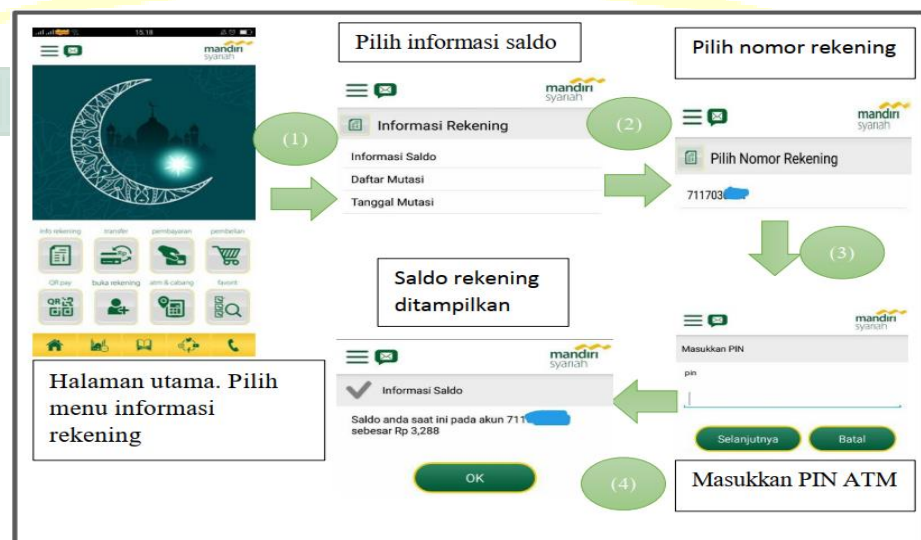 15.18
mandiri
syariah
info rekening transfer pembayaran pembelian
QR pay buka rekening atm & cabang favorit
Halaman utama. Pilih
menu informasi
rekening
(1)
Pilih informasi saldo
mandiri
syariah
Informasi Rekening
Informasi Saldo
Daftar Mutasi
Tanggal Mutasi
(2)
Pilih nomor rekening
mandiri
syariah
Pilih Nomor Rekening
711703
(3)
mandiri
syariah
Masukkan PIN
pin
Selanjutnya Batal
Masukkan PIN ATM
(4)
Saldo rekening
ditampilkan
mandiri
syariah
Informasi Saldo
Saldo anda saat ini pada akun 711
sebesar Rp 3,288
OK